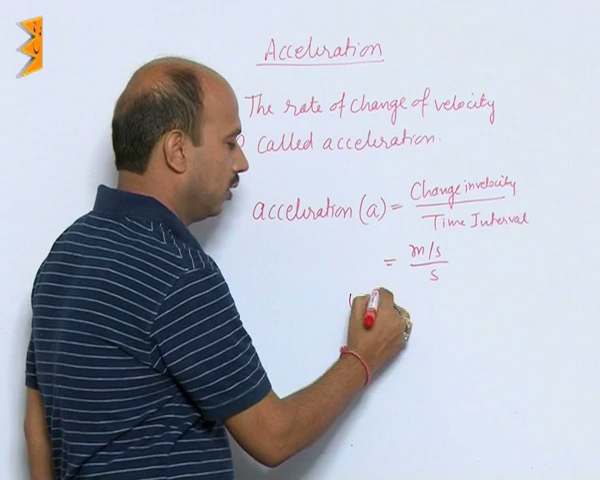 Acceleration
The rate of change of velocity
called acceleration.
acceleration (a) = Change in velocity
Time Interval
= m/s
s